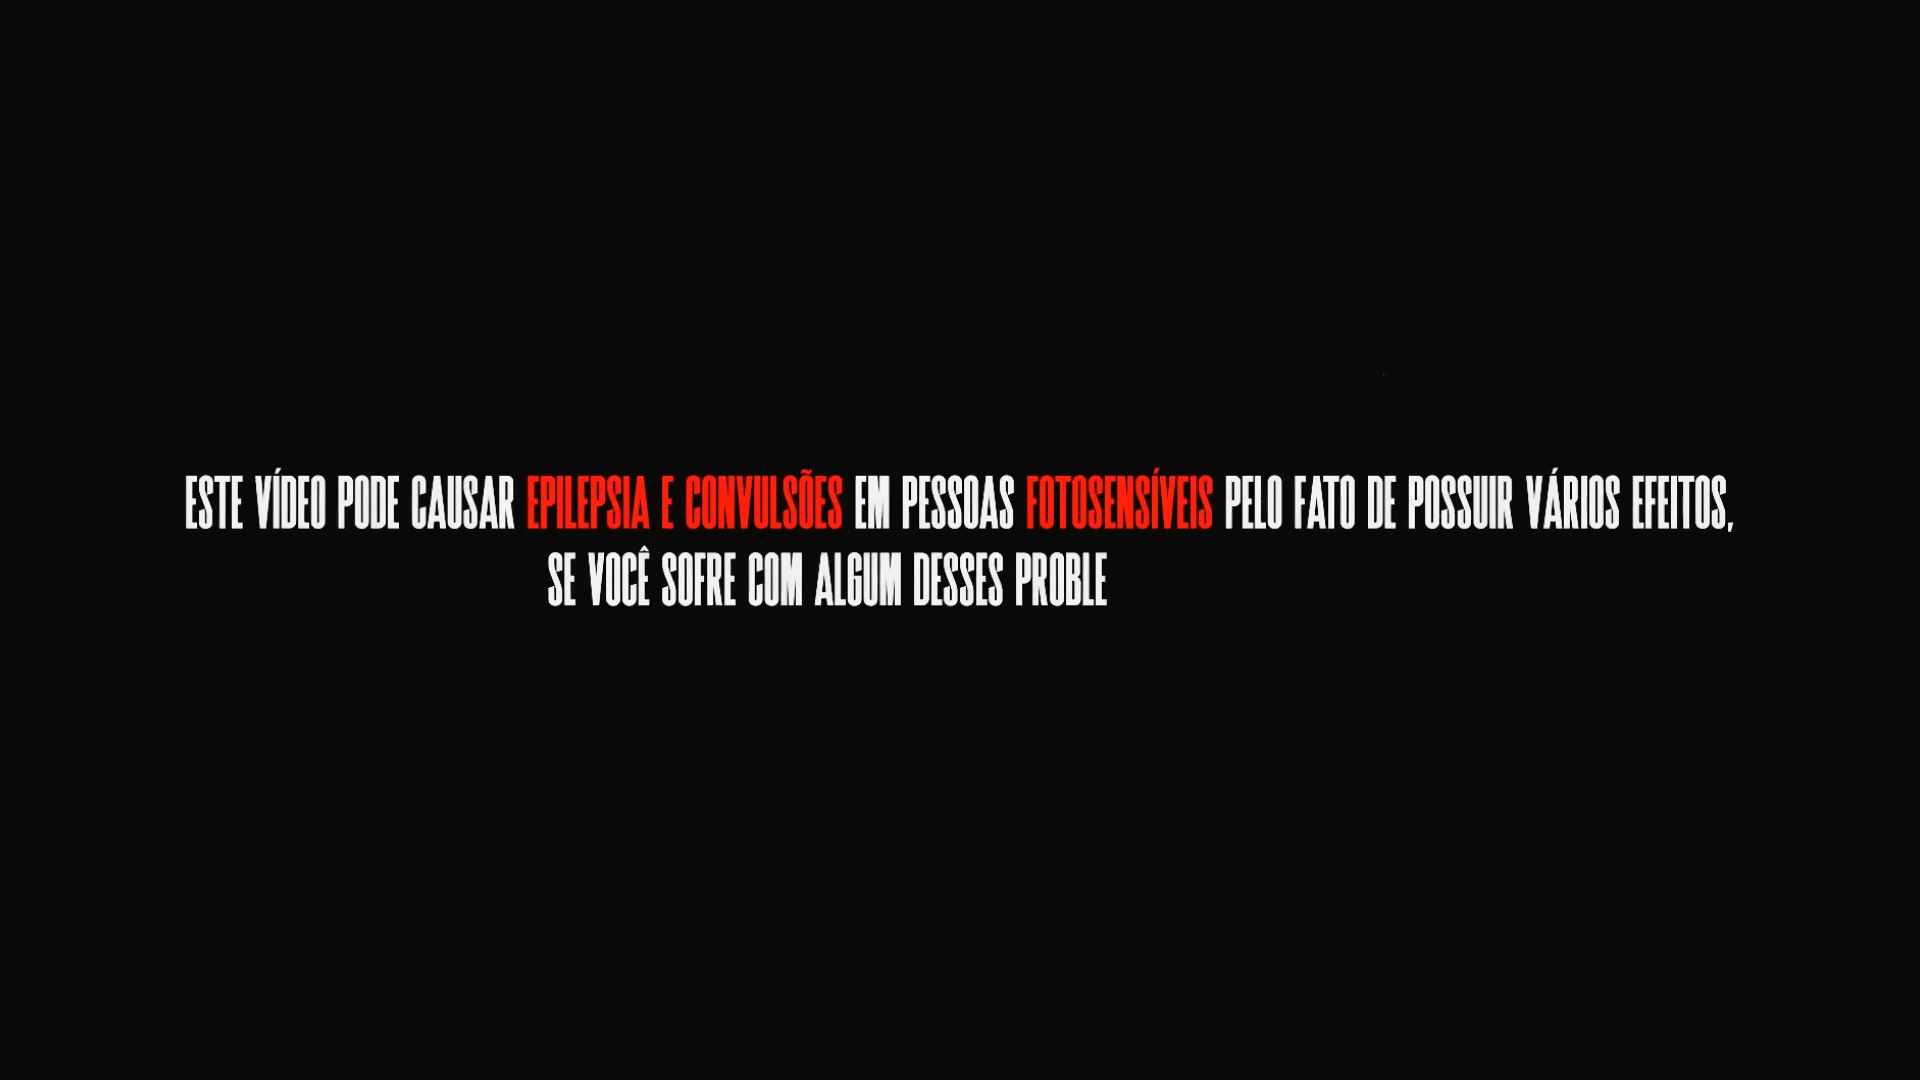 ESTE VÍDEO PODE CAUSAR EPILEPSIA E CONVULSÕES EM PESSOAS FOTOSENSÍVEIS PELO FATO DE POSSUIR VÁRIOS EFEITOS,
SE VOCÊ SOFRE COM ALGUM DESSES PROBLE